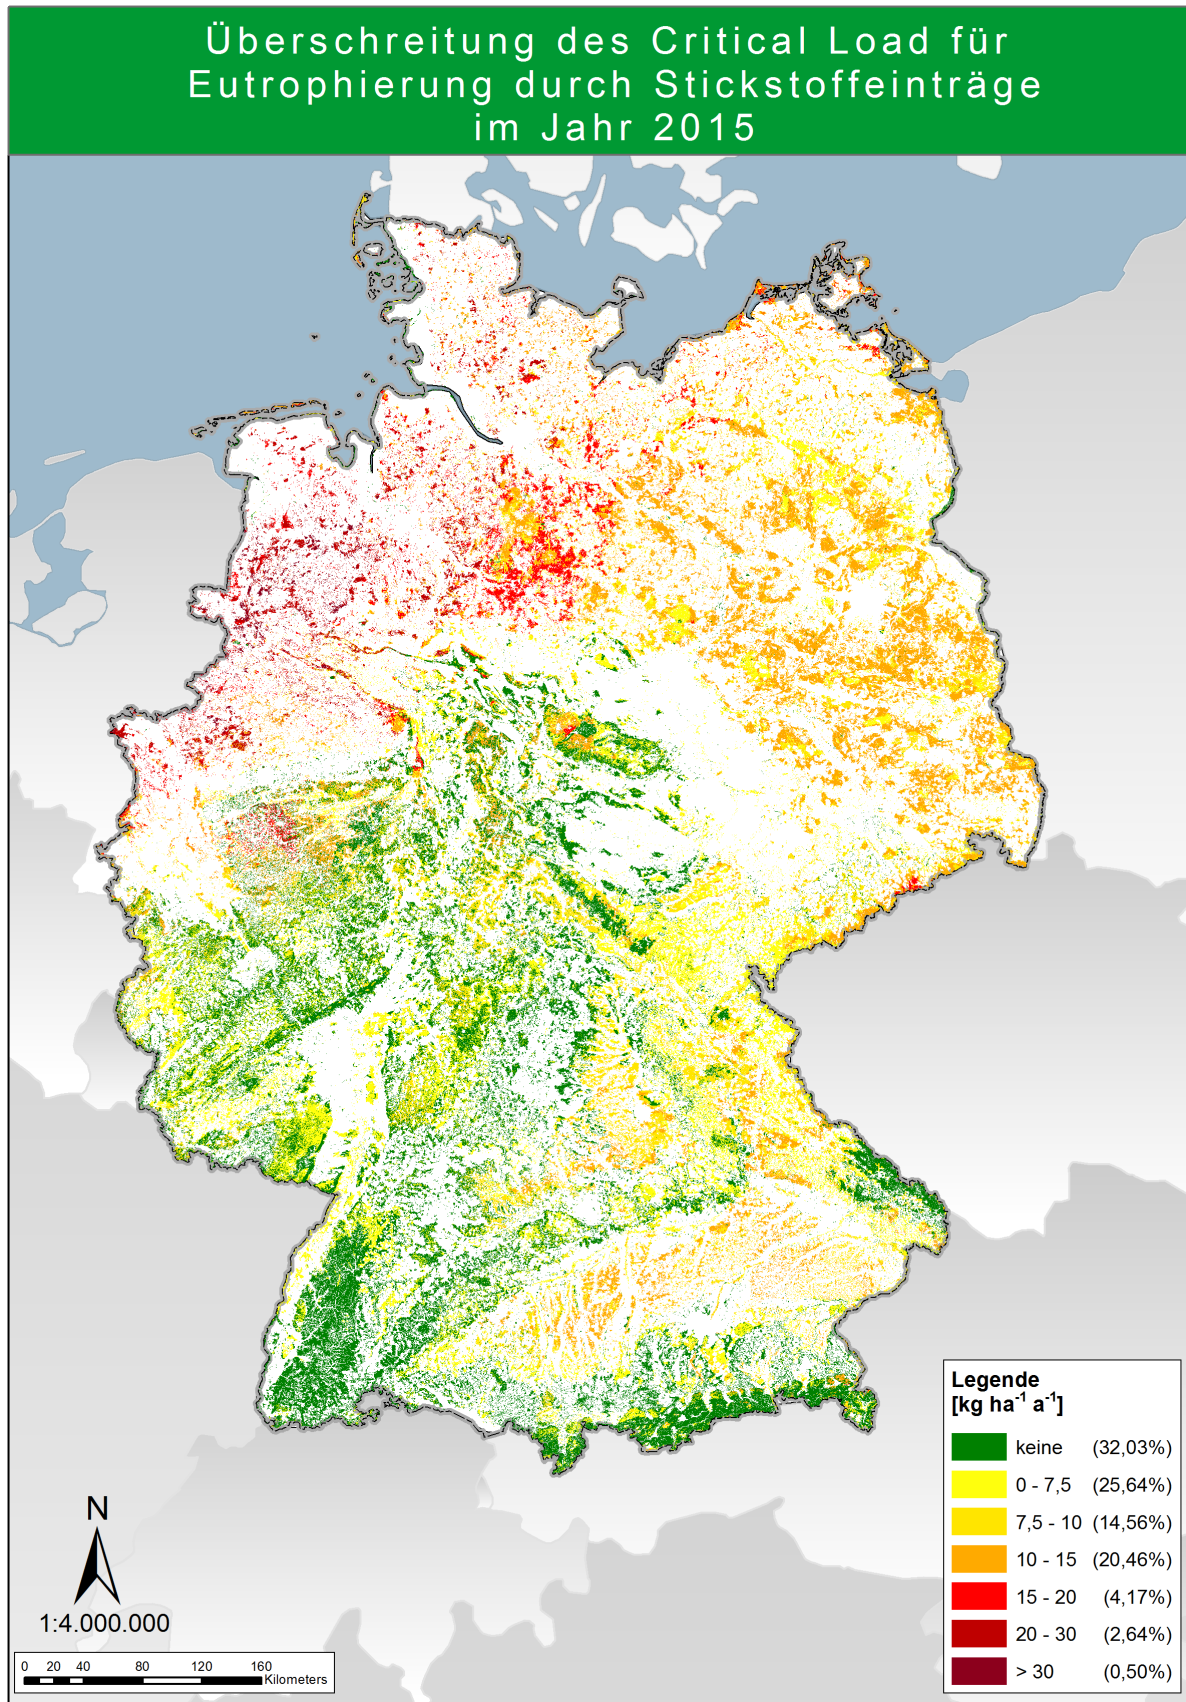 Überschreitung des Critical Load für
Eutrophierung durch Stickstoffeinträge
im Jahr 2015
Legende
[kg ha⁻¹ a⁻¹]
keine (32,03%)
0 - 7,5 (25,64%)
7,5 - 10 (14,56%)
10 - 15 (20,46%)
15 - 20 (4,17%)
20 - 30 (2,64%)
> 30 (0,50%)
N
1:4.000.000
0 20 40 80 120 160
Kilometers